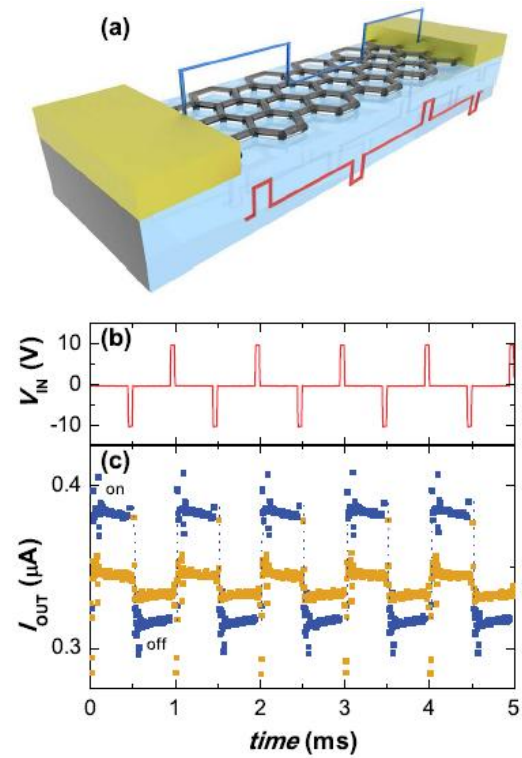 (a)
(b)
10
0
-10
V_IN (V)
(c)
on
0.4
0.3
off
I_OUT (μA)
0 1 2 3 4 5
time (ms)